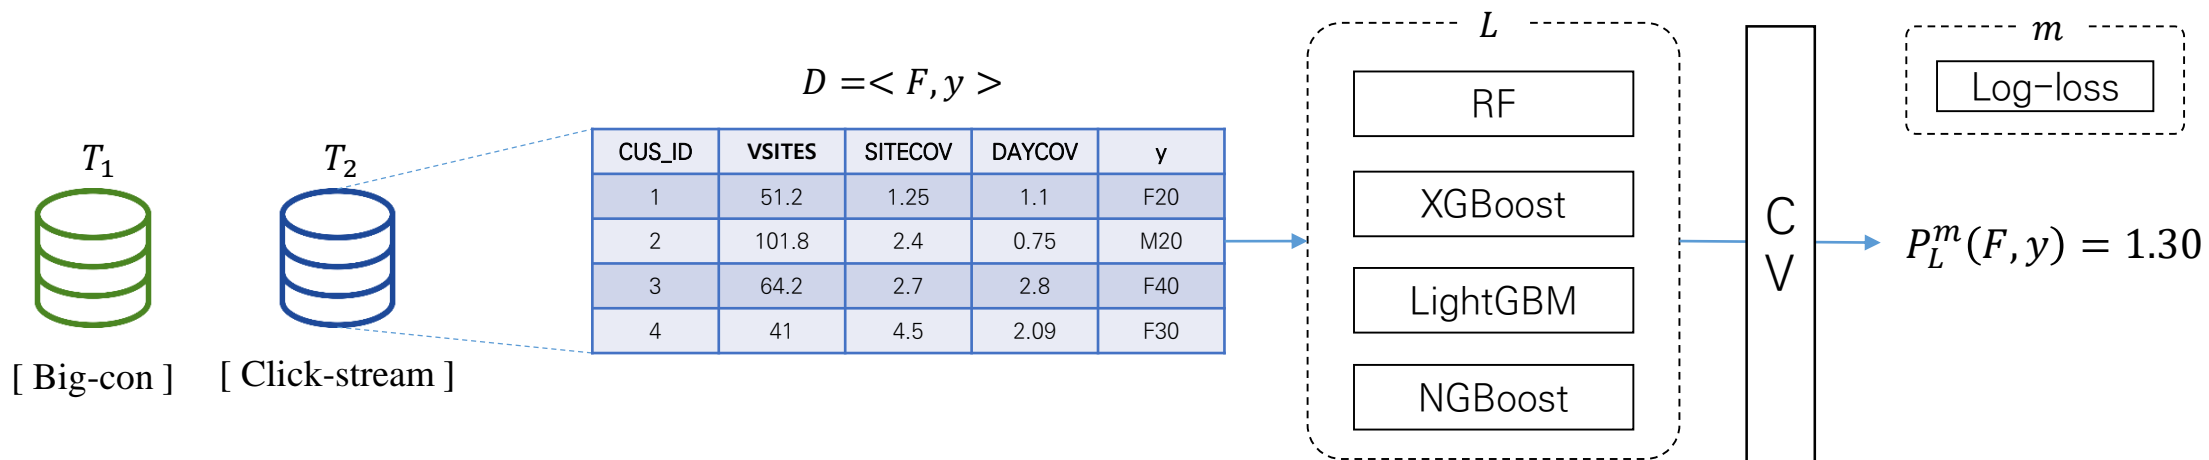 T₁
[ Big-con ]
T₂
[ Click-stream ]
D =< F, y >
CUS_ID VSITES SITECOV DAYCOV y
1 51.2 1.25 1.1 F20
2 101.8 2.4 0.75 M20
3 64.2 2.7 2.8 F40
4 41 4.5 2.09 F30
L
RF
XGBoost
LightGBM
NGBoost
C
V
m
Log-loss
P_L^m(F, y) = 1.30